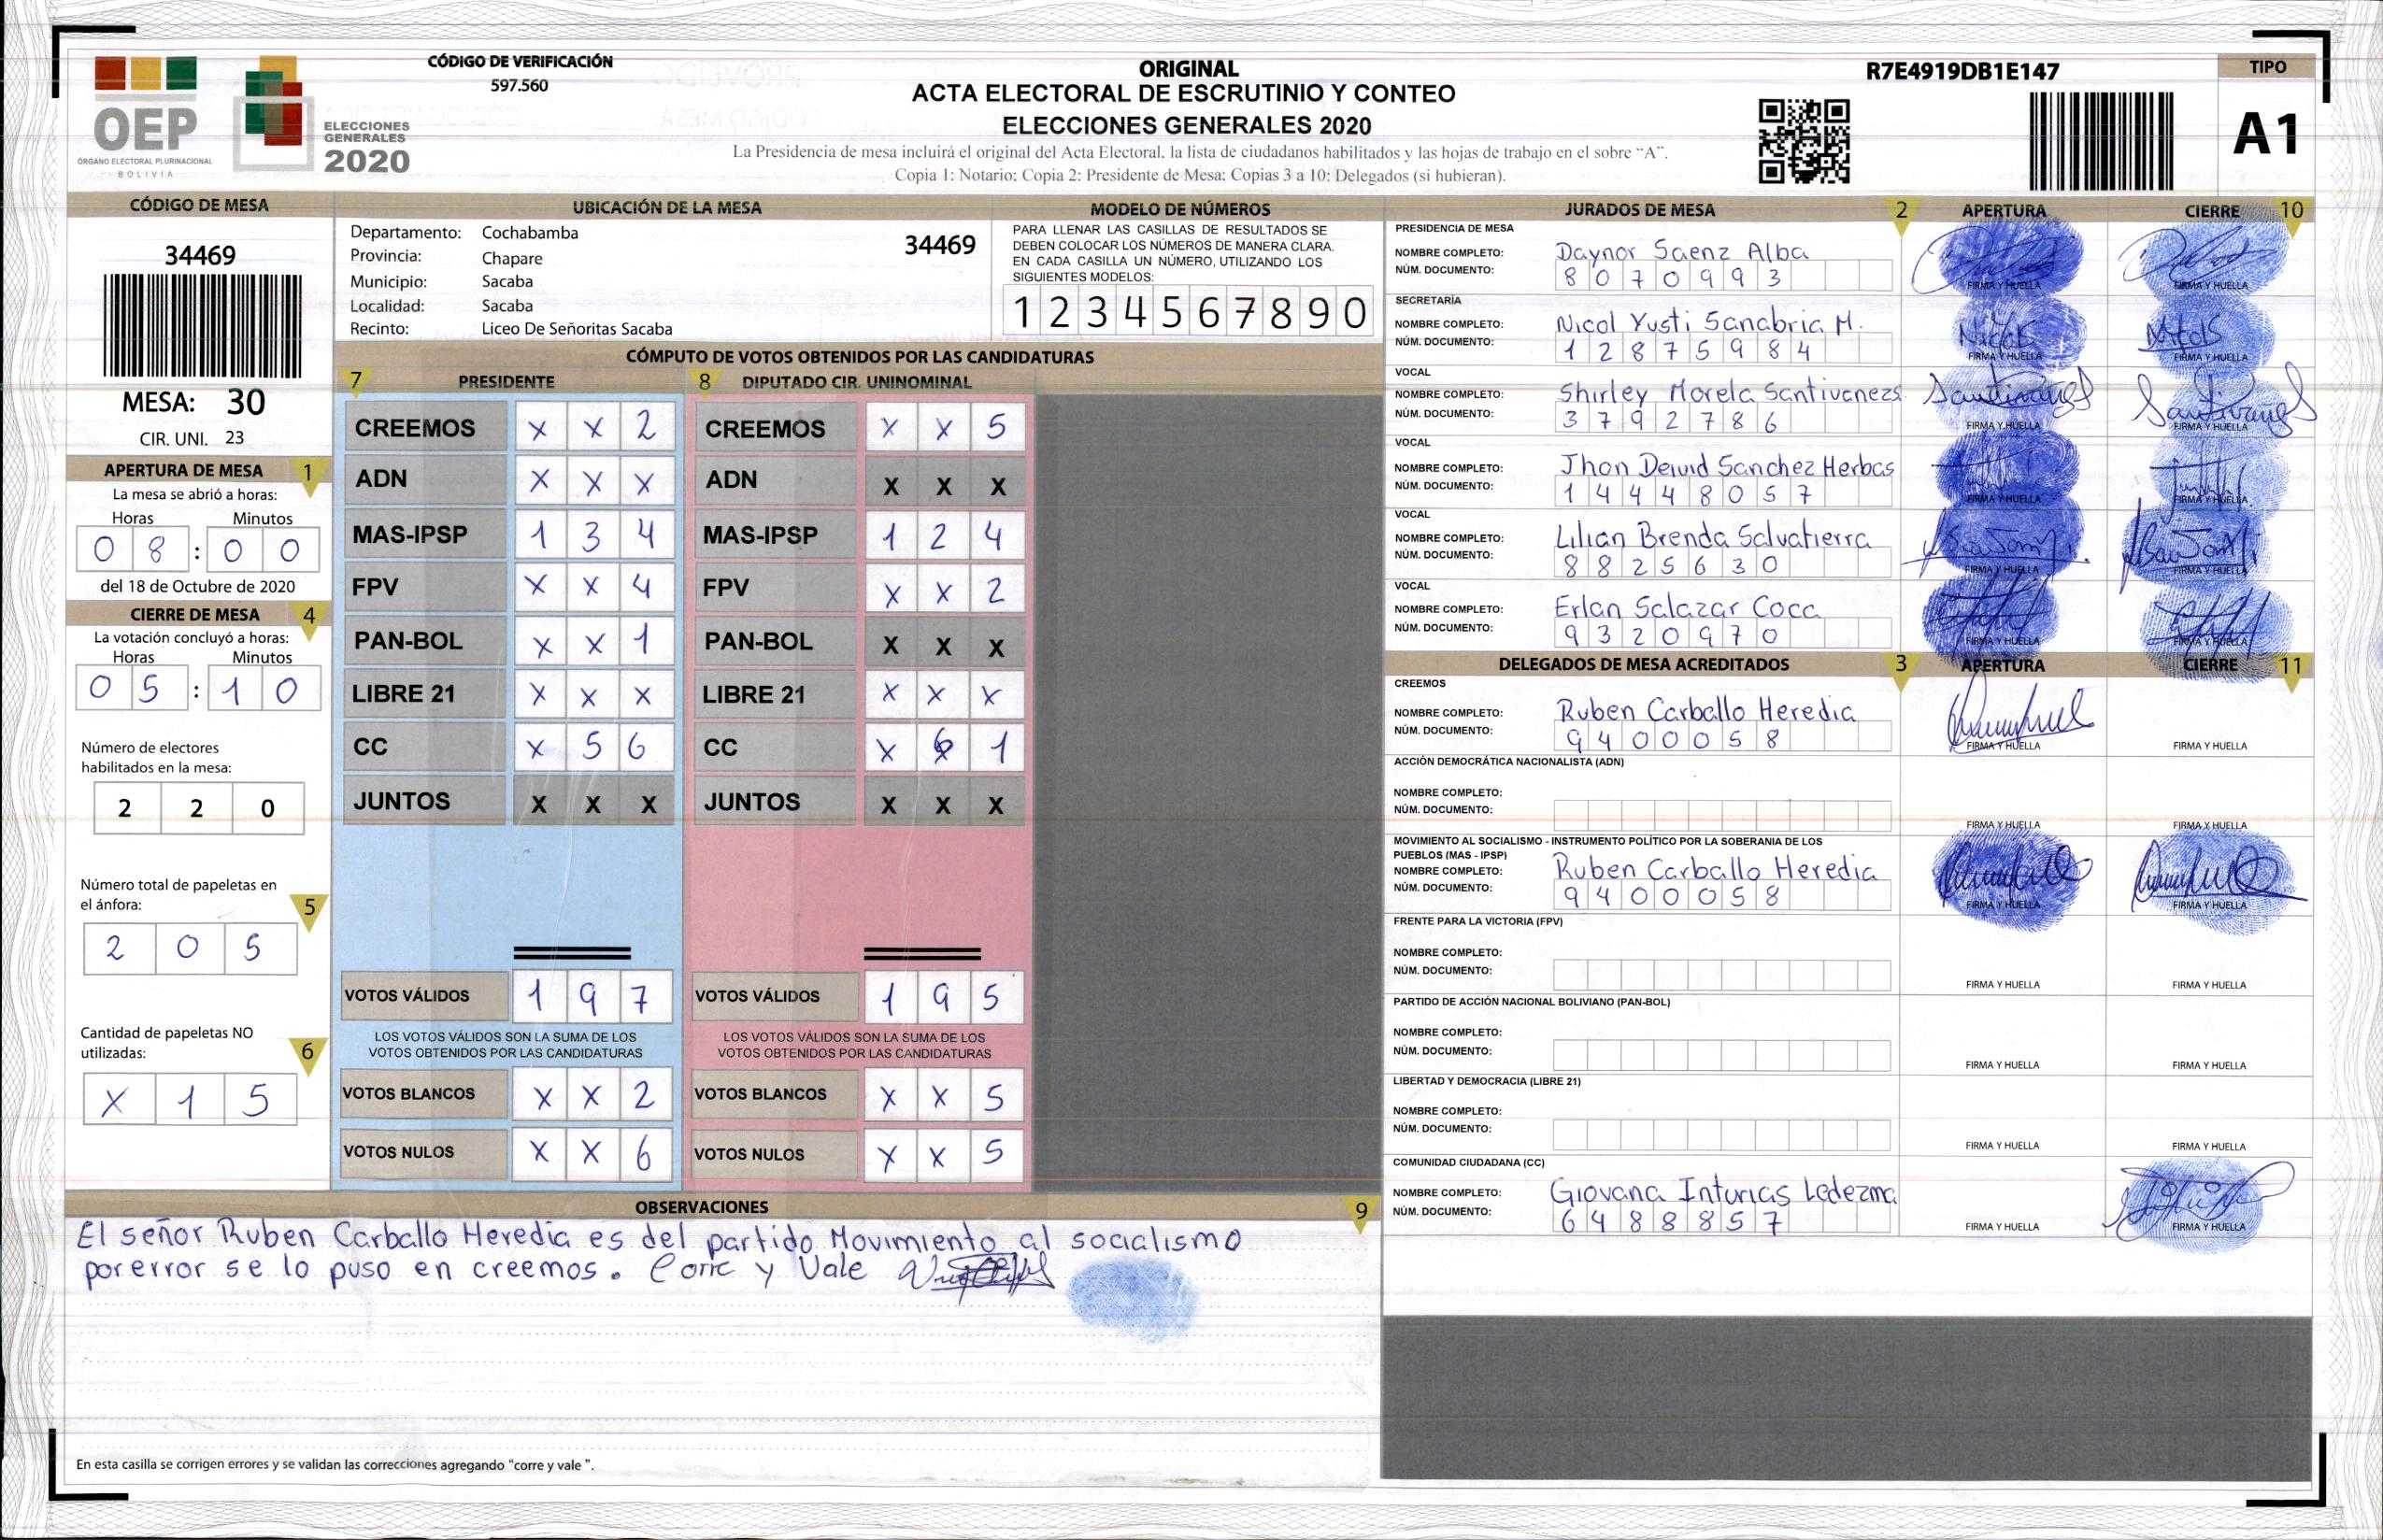 OEP
ÓRGANO ELECTORAL PLURINACIONAL
BOLIVIA
ELECCIONES
GENERALES
2020
CÓDIGO DE VERIFICACIÓN
597.560
ORIGINAL
ACTA ELECTORAL DE ESCRUTINIO Y CONTEO
ELECCIONES GENERALES 2020
La Presidencia de mesa incluirá el original del Acta Electoral, la lista de ciudadanos habilitados y las hojas de trabajo en el sobre “A”.
Copia 1: Notario; Copia 2: Presidente de Mesa; Copias 3 a 10: Delegados (si hubieran).
R7E4919DB1E147
TIPO
A1
CÓDIGO DE MESA
34469
MESA: 30
CIR. UNI. 23
APERTURA DE MESA 1
La mesa se abrió a horas:
Horas Minutos
0 8 : 0 0
del 18 de Octubre de 2020
CIERRE DE MESA 4
La votación concluyó a horas:
Horas Minutos
0 5 : 1 0
Número de electores
habilitados en la mesa:
2 2 0
Número total de papeletas en
el ánfora: 5
2 0 5
Cantidad de papeletas NO
utilizadas: 6
X 1 5
UBICACIÓN DE LA MESA
Departamento: Cochabamba
34469
Provincia: Chapare
Municipio: Sacaba
Localidad: Sacaba
Recinto: Liceo De Señoritas Sacaba
MODELO DE NÚMEROS
PARA LLENAR LAS CASILLAS DE RESULTADOS SE
DEBEN COLOCAR LOS NÚMEROS DE MANERA CLARA.
EN CADA CASILLA UN NÚMERO, UTILIZANDO LOS
SIGUIENTES MODELOS:
1 2 3 4 5 6 7 8 9 0
CÓMPUTO DE VOTOS OBTENIDOS POR LAS CANDIDATURAS
7 PRESIDENTE 8 DIPUTADO CIR. UNINOMINAL
CREEMOS X X 2 CREEMOS X X 5
ADN X X X ADN X X X
MAS-IPSP 1 3 4 MAS-IPSP 1 2 4
FPV X X 4 FPV X X 2
PAN-BOL X X 1 PAN-BOL X X X
LIBRE 21 X X X LIBRE 21 X X X
CC X 5 6 CC X 6 1
JUNTOS X X X JUNTOS X X X
VOTOS VÁLIDOS 1 9 7 VOTOS VÁLIDOS 1 9 5
LOS VOTOS VÁLIDOS SON LA SUMA DE LOS LOS VOTOS VÁLIDOS SON LA SUMA DE LOS
VOTOS OBTENIDOS POR LAS CANDIDATURAS VOTOS OBTENIDOS POR LAS CANDIDATURAS
VOTOS BLANCOS X X 2 VOTOS BLANCOS X X 5
VOTOS NULOS X X 6 VOTOS NULOS X X 5
JURADOS DE MESA 2 APERTURA CIERRE 10
PRESIDENCIA DE MESA
NOMBRE COMPLETO: Daynor Saenz Alba
NÚM. DOCUMENTO: 8 0 7 0 9 9 3
FIRMA Y HUELLA FIRMA Y HUELLA
SECRETARÍA
NOMBRE COMPLETO: Nicol Yusti Sanabria M.
NÚM. DOCUMENTO: 1 2 8 7 5 9 8 4
FIRMA Y HUELLA FIRMA Y HUELLA
VOCAL
NOMBRE COMPLETO: Shirley Morela Santivanezs
NÚM. DOCUMENTO: 3 7 9 2 7 8 6
FIRMA Y HUELLA FIRMA Y HUELLA
VOCAL
NOMBRE COMPLETO: Jhon Deivid Sanchez Herbas
NÚM. DOCUMENTO: 1 4 4 4 8 0 5 7
FIRMA Y HUELLA FIRMA Y HUELLA
VOCAL
NOMBRE COMPLETO: Lilian Brenda Salvatierra
NÚM. DOCUMENTO: 8 8 2 5 6 3 0
FIRMA Y HUELLA FIRMA Y HUELLA
VOCAL
NOMBRE COMPLETO: Erlan Salazar Coca
NÚM. DOCUMENTO: 9 3 2 0 9 7 0
FIRMA Y HUELLA FIRMA Y HUELLA
DELEGADOS DE MESA ACREDITADOS 3 APERTURA CIERRE 11
CREEMOS
NOMBRE COMPLETO: Ruben Carballo Heredia
NÚM. DOCUMENTO: 9 4 0 0 0 5 8
FIRMA Y HUELLA FIRMA Y HUELLA
ACCIÓN DEMOCRÁTICA NACIONALISTA (ADN)
NOMBRE COMPLETO:
NÚM. DOCUMENTO:
FIRMA Y HUELLA FIRMA Y HUELLA
MOVIMIENTO AL SOCIALISMO - INSTRUMENTO POLÍTICO POR LA SOBERANIA DE LOS
PUEBLOS (MAS - IPSP)
NOMBRE COMPLETO: Ruben Carballo Heredia
NÚM. DOCUMENTO: 9 4 0 0 0 5 8
FIRMA Y HUELLA FIRMA Y HUELLA
FRENTE PARA LA VICTORIA (FPV)
NOMBRE COMPLETO:
NÚM. DOCUMENTO:
FIRMA Y HUELLA FIRMA Y HUELLA
PARTIDO DE ACCIÓN NACIONAL BOLIVIANO (PAN-BOL)
NOMBRE COMPLETO:
NÚM. DOCUMENTO:
FIRMA Y HUELLA FIRMA Y HUELLA
LIBERTAD Y DEMOCRACIA (LIBRE 21)
NOMBRE COMPLETO:
NÚM. DOCUMENTO:
FIRMA Y HUELLA FIRMA Y HUELLA
COMUNIDAD CIUDADANA (CC)
NOMBRE COMPLETO: Giovana Inturias Ledezma
NÚM. DOCUMENTO: 6 4 8 8 8 5 7
FIRMA Y HUELLA FIRMA Y HUELLA
OBSERVACIONES 9
El señor Ruben Carballo Heredia es del partido Movimiento al socialismo
por error se lo puso en creemos. Corre y Vale
En esta casilla se corrigen errores y se validan las correcciones agregando "corre y vale ".